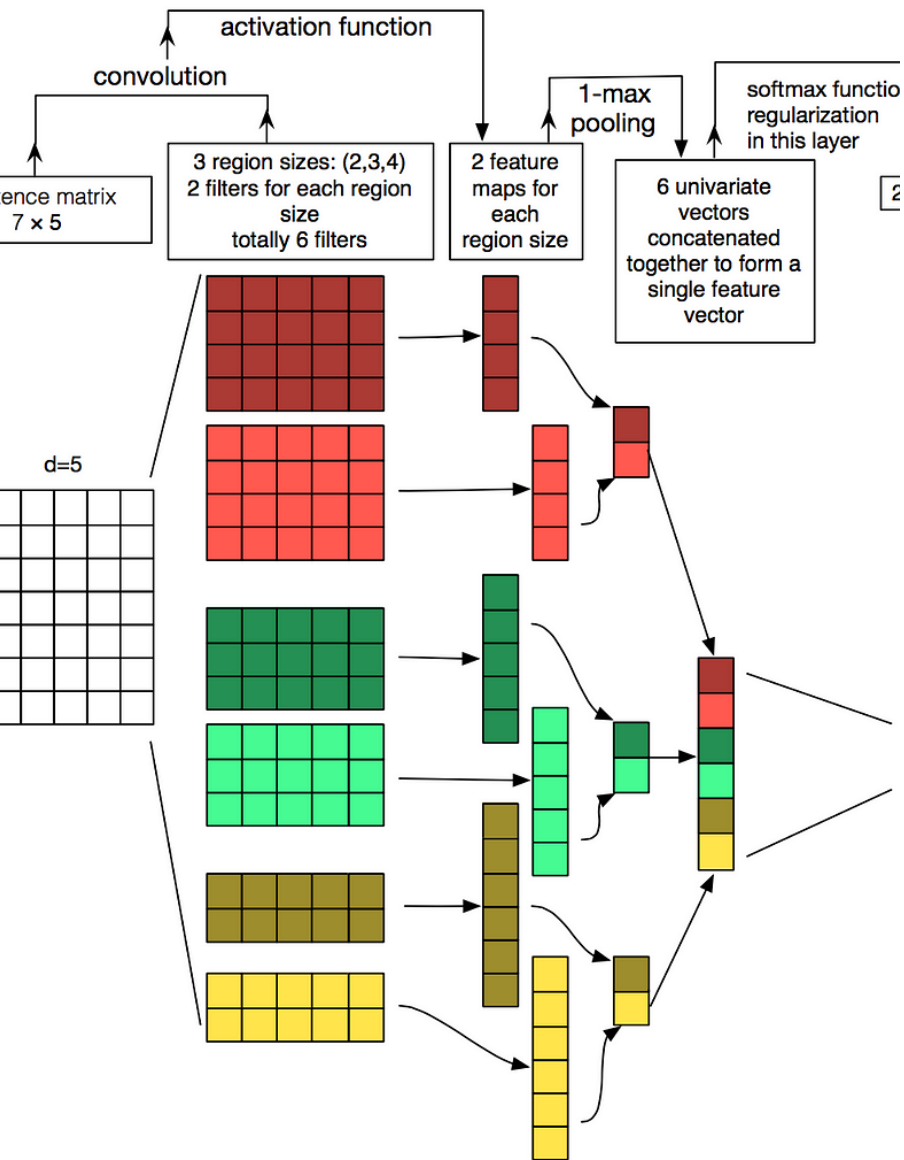 activation function
convolution
1-max
pooling
softmax functio
regularization
in this layer
3 region sizes: (2,3,4)
2 filters for each region
size
totally 6 filters
2 feature
maps for
each
region size
6 univariate
vectors
concatenated
together to form a
single feature
vector
tence matrix
7 × 5
2
d=5